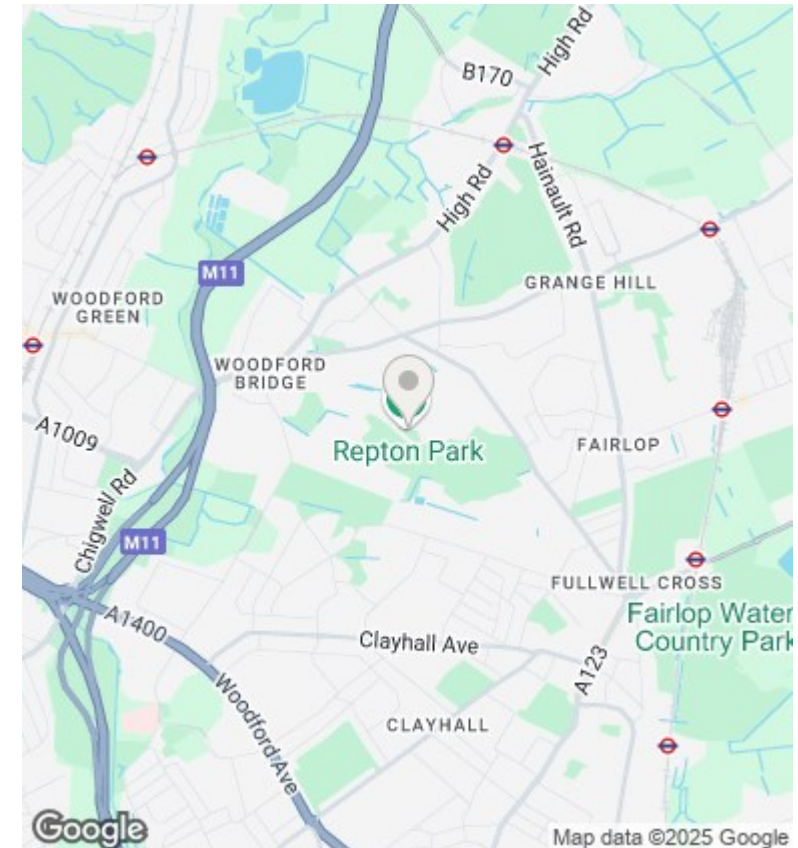 High Rd
B170
High Rd
Hainault Rd
M11
GRANGE HILL
WOODFORD
GREEN
WOODFORD
BRIDGE
A1009
Repton Park
FAIRLOP
Chigwell Rd
M11
FULLWELL CROSS
A1400
Fairlop Water
Country Park
Clayhall Ave
A123
Woodford Ave
CLAYHALL
Google
Map data ©2025 Google